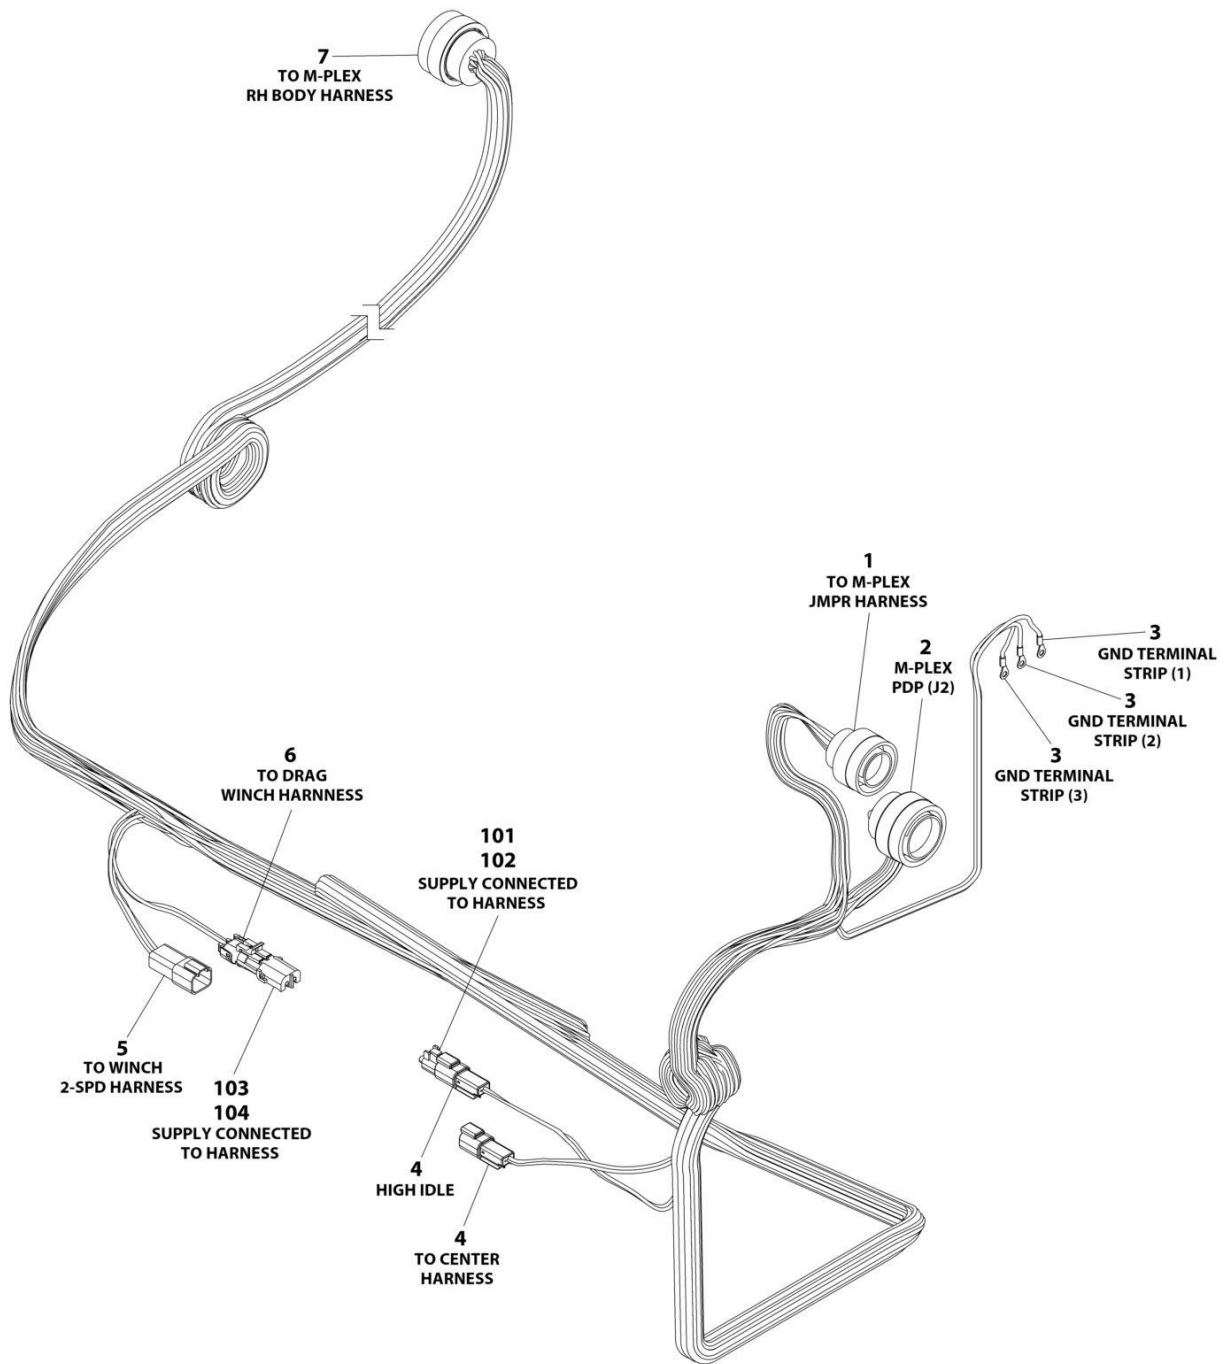 7
TO M-PLEX
RH BODY HARNESS
1
TO M-PLEX
JMPR HARNESS
2
M-PLEX
PDP (J2)
3
GND TERMINAL
STRIP (1)
3
GND TERMINAL
STRIP (2)
3
GND TERMINAL
STRIP (3)
6
TO DRAG
WINCH HARNNESS
101
102
SUPPLY CONNECTED
TO HARNESS
5
TO WINCH
2-SPD HARNESS
103
104
SUPPLY CONNECTED
TO HARNESS
4
HIGH IDLE
4
TO CENTER
HARNESS